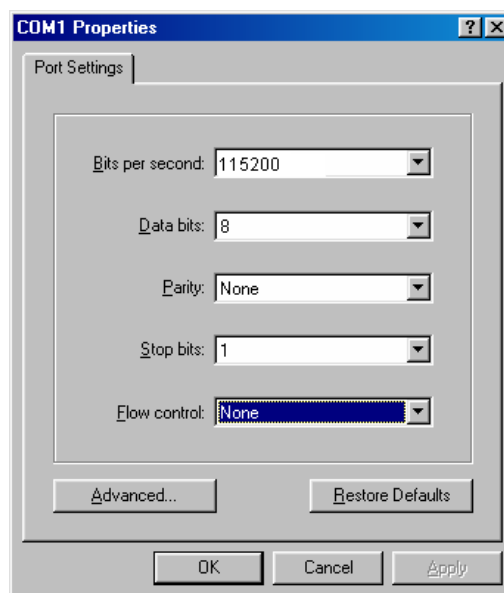 COM1 Properties
Port Settings
Bits per second: 115200
Data bits: 8
Parity: None
Stop bits: 1
Flow control: None
Advanced... Restore Defaults
OK Cancel Apply